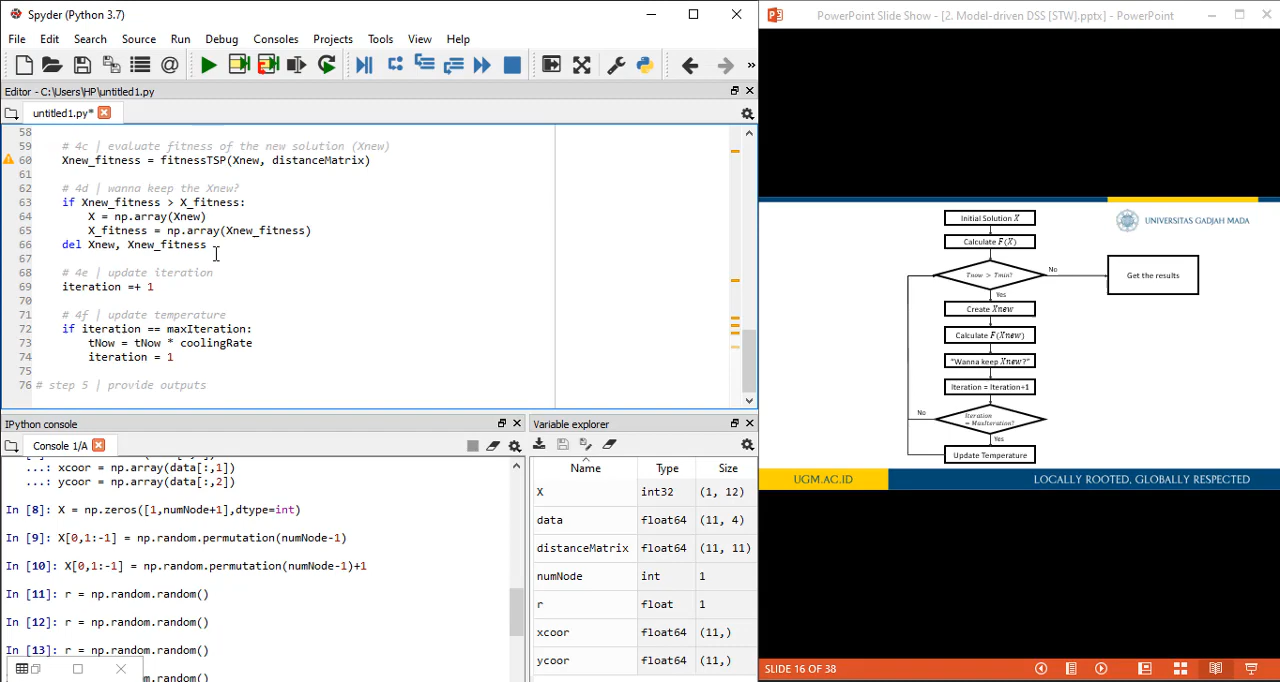 Spyder (Python 3.7)
File Edit Search Source Run Debug Consoles Projects Tools View Help
Editor - C:\Users\HP\untitled1.py
untitled1.py*
58
59 # 4c | evaluate fitness of the new solution (Xnew)
60 Xnew_fitness = fitnessTSP(Xnew, distanceMatrix)
61
62 # 4d | wanna keep the Xnew?
63 if Xnew_fitness > X_fitness:
64 X = np.array(Xnew)
65 X_fitness = np.array(Xnew_fitness)
66 del Xnew, Xnew_fitness
67
68 # 4e | update iteration
69 iteration =+ 1
70
71 # 4f | update temperature
72 if iteration == maxIteration:
73 tNow = tNow * coolingRate
74 iteration = 1
75
76 # step 5 | provide outputs
IPython console
Console 1/A
...: xcoor = np.array(data[:,1])
...: ycoor = np.array(data[:,2])
In [8]: X = np.zeros([1,numNode+1],dtype=int)
In [9]: X[0,1:-1] = np.random.permutation(numNode-1)
In [10]: X[0,1:-1] = np.random.permutation(numNode-1)+1
In [11]: r = np.random.random()
In [12]: r = np.random.random()
In [13]: r = np.random.random()
m.random()
Variable explorer
Name Type Size
X int32 (1, 12)
data float64 (11, 4)
distanceMatrix float64 (11, 11)
numNode int 1
r float 1
xcoor float64 (11,)
ycoor float64 (11,)
PowerPoint Slide Show - [2. Model-driven DSS [STW].pptx] - PowerPoint
UNIVERSITAS GADJAH MADA
Initial Solution X
Calculate F(X)
Tnow > Tmin?
No
Get the results
Yes
Create Xnew
Calculate F(Xnew)
"Wanna keep Xnew?"
Iteration = Iteration+1
No
Iteration
= MaxIteration?
Yes
Update Temperature
UGM.AC.ID
LOCALLY ROOTED, GLOBALLY RESPECTED
SLIDE 16 OF 38